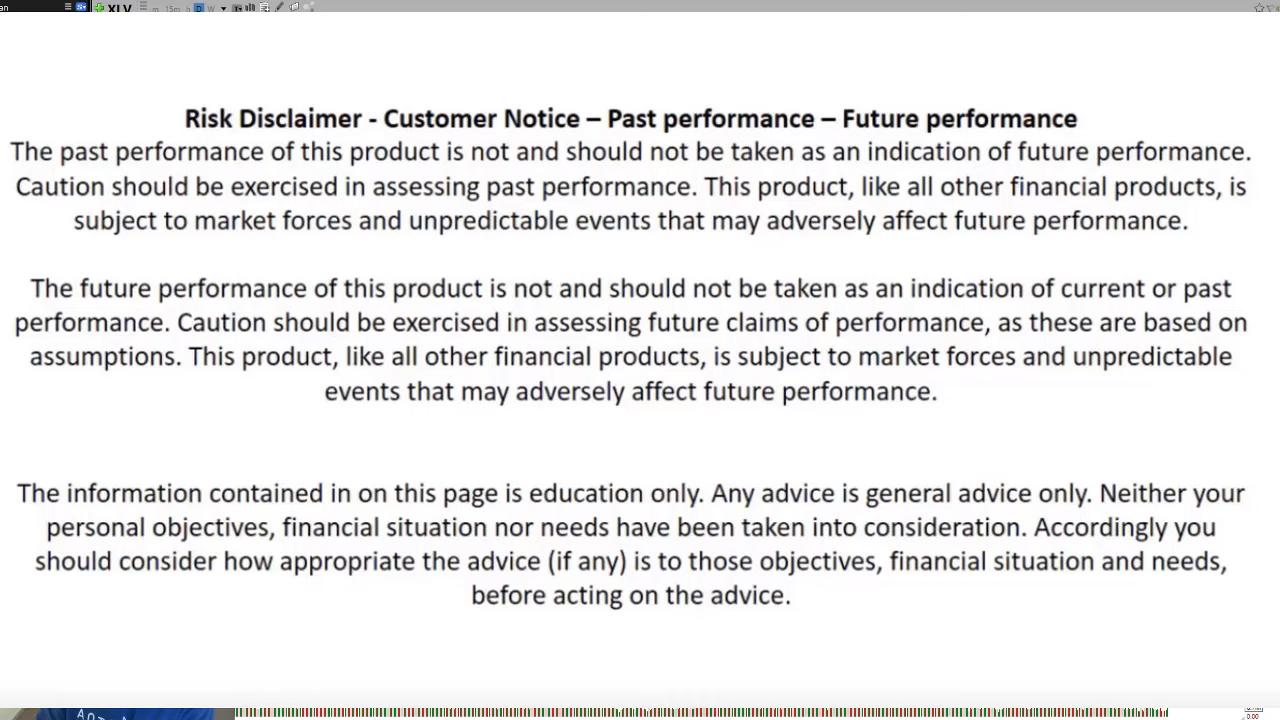 an XLV m 15m h D W
Risk Disclaimer - Customer Notice – Past performance – Future performance
The past performance of this product is not and should not be taken as an indication of future performance.
Caution should be exercised in assessing past performance. This product, like all other financial products, is
subject to market forces and unpredictable events that may adversely affect future performance.
The future performance of this product is not and should not be taken as an indication of current or past
performance. Caution should be exercised in assessing future claims of performance, as these are based on
assumptions. This product, like all other financial products, is subject to market forces and unpredictable
events that may adversely affect future performance.
The information contained in on this page is education only. Any advice is general advice only. Neither your
personal objectives, financial situation nor needs have been taken into consideration. Accordingly you
should consider how appropriate the advice (if any) is to those objectives, financial situation and needs,
before acting on the advice.
0.00